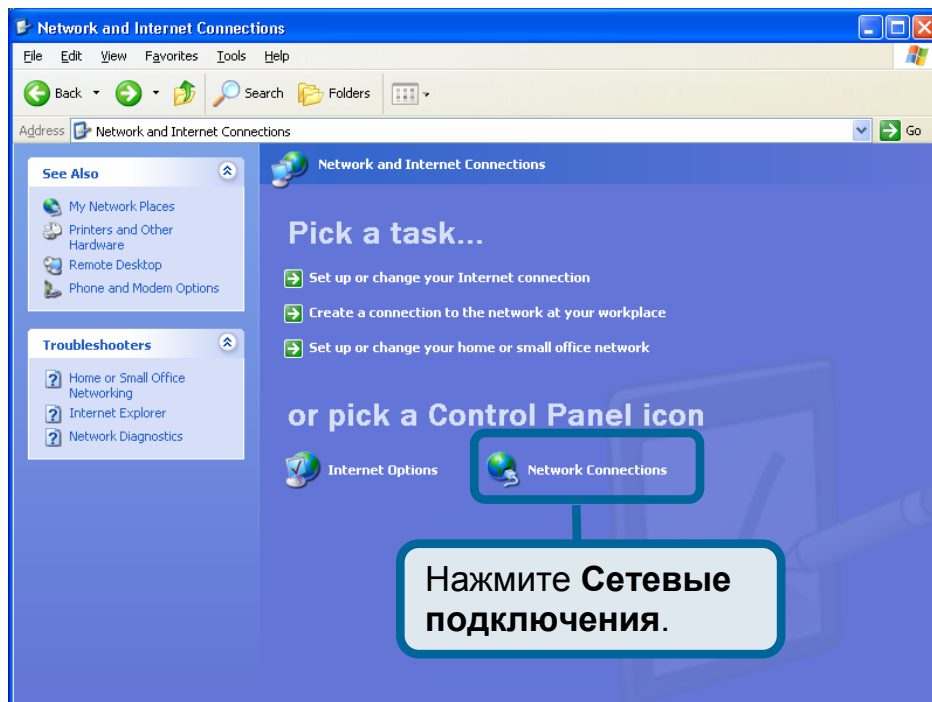 Network and Internet Connections
File Edit View Favorites Tools Help
Back Search Folders
Address Network and Internet Connections Go
See Also
My Network Places
Printers and Other
Hardware
Remote Desktop
Phone and Modem Options
Troubleshooters
Home or Small Office
Networking
Internet Explorer
Network Diagnostics
Network and Internet Connections
Pick a task...
Set up or change your Internet connection
Create a connection to the network at your workplace
Set up or change your home or small office network
or pick a Control Panel icon
Internet Options Network Connections
Нажмите Сетевые
подключения.